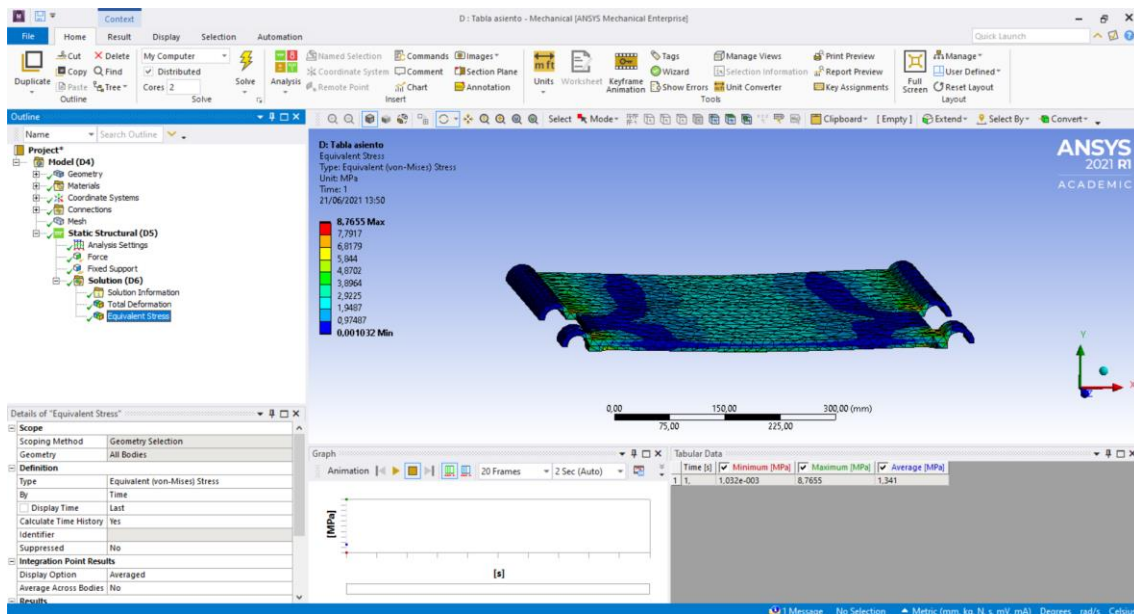 Context
D : Tabla asiento - Mechanical [ANSYS Mechanical Enterprise]
File Home Result Display Selection Automation
Quick Launch
Duplicate
Cut
Copy
Paste
Delete
Find
Tree
Outline
My Computer
Distributed
Cores 2
Solve
Solve
Analysis
Named Selection
Coordinate System
Remote Point
Commands
Comment
Chart
Images
Section Plane
Annotation
Insert
Units
Worksheet
Keyframe
Animation
Tags
Wizard
Show Errors
Manage Views
Selection Information
Unit Converter
Print Preview
Report Preview
Key Assignments
Tools
Full
Screen
Manage
User Defined
Reset Layout
Layout
Outline
Name Search Outline
Select Mode Clipboard [ Empty ] Extend Select By Convert
Project*
Model (D4)
Geometry
Materials
Coordinate Systems
Connections
Mesh
Static Structural (D5)
Analysis Settings
Force
Fixed Support
Solution (D6)
Solution Information
Total Deformation
Equivalent Stress
D: Tabla asiento
Equivalent Stress
Type: Equivalent (von-Mises) Stress
Unit: MPa
Time: 1
21/06/2021 13:50
8,7655 Max
7,7917
6,8179
5,844
4,8702
3,8964
2,9225
1,9487
0,97487
0,001032 Min
ANSYS
2021 R1
ACADEMIC
Y
X
0,00 150,00 300,00 (mm)
75,00 225,00
Details of "Equivalent Stress"
Scope
Scoping Method Geometry Selection
Geometry All Bodies
Definition
Type Equivalent (von-Mises) Stress
By Time
Display Time Last
Calculate Time History Yes
Identifier
Suppressed No
Integration Point Results
Display Option Averaged
Average Across Bodies No
Results
Graph
Animation 20 Frames 2 Sec (Auto)
[MPa]
[s]
Tabular Data
Time [s] Minimum [MPa] Maximum [MPa] Average [MPa]
1 1, 1,032e-003 8,7655 1,341
1 Message No Selection Metric (mm, kg, N, s, mV, mA) Degrees rad/s Celsius